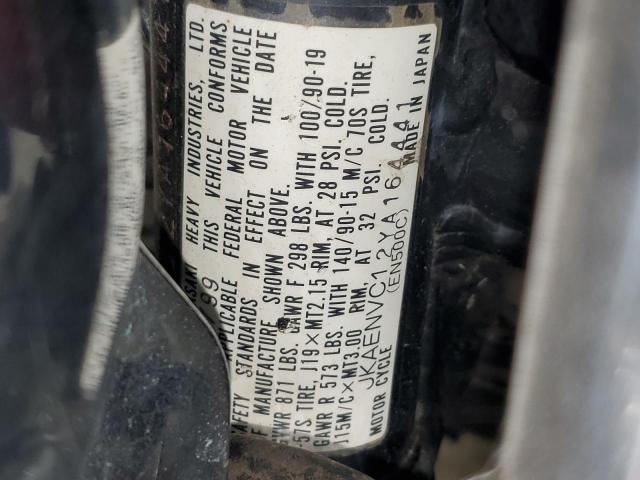 ASAKI HEAVY INDUSTRIES, LTD.
99 THIS VEHICLE CONFORMS
APPLICABLE FEDERAL MOTOR VEHICLE
AFETY STANDARDS IN EFFECT ON THE DATE
F MANUFACTURE SHOWN ABOVE.
GVWR 871 LBS. GAWR F 298 LBS. WITH 100/90-19
-57S TIRE, J19×MT2.15 RIM, AT 28 PSI. COLD.
GAWR R 573 LBS. WITH 140/90-15 M/C 70S TIRE,
J15M/C×MT3.00 RIM, AT 32 PSI. COLD.
JKAENVC12YA164441
MOTOR CYCLE (EN500C) MADE IN JAPAN